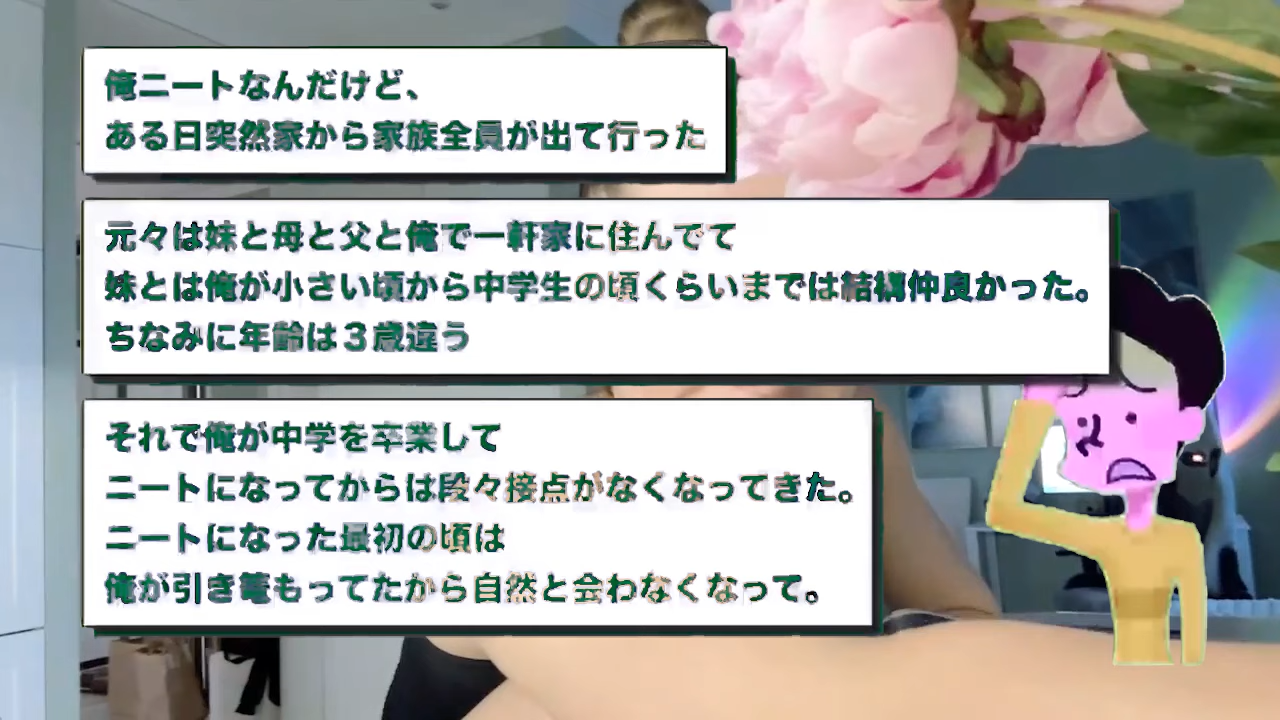 俺ニートなんだけど、
ある日突然家から家族全員が出て行った
元々は妹と母と父と俺で一軒家に住んでて
妹とは俺が小さい頃から中学生の頃くらいまでは結構仲良かった。
ちなみに年齢は３歳違う
それで俺が中学を卒業して
ニートになってからは段々接点がなくなってきた。
ニートになった最初の頃は
俺が引き篭もってたから自然と会わなくなって。